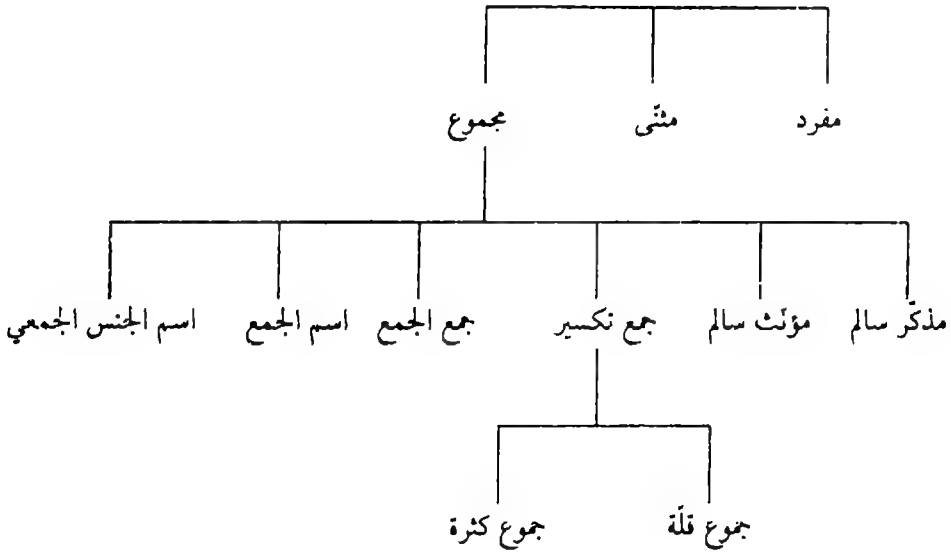 مفرد مثنّى مجموع
مذكّر سالم مؤنّث سالم جمع تكسير جمع الجمع اسم الجمع اسم الجنس الجمعي
جموع قلّة جموع كثرة